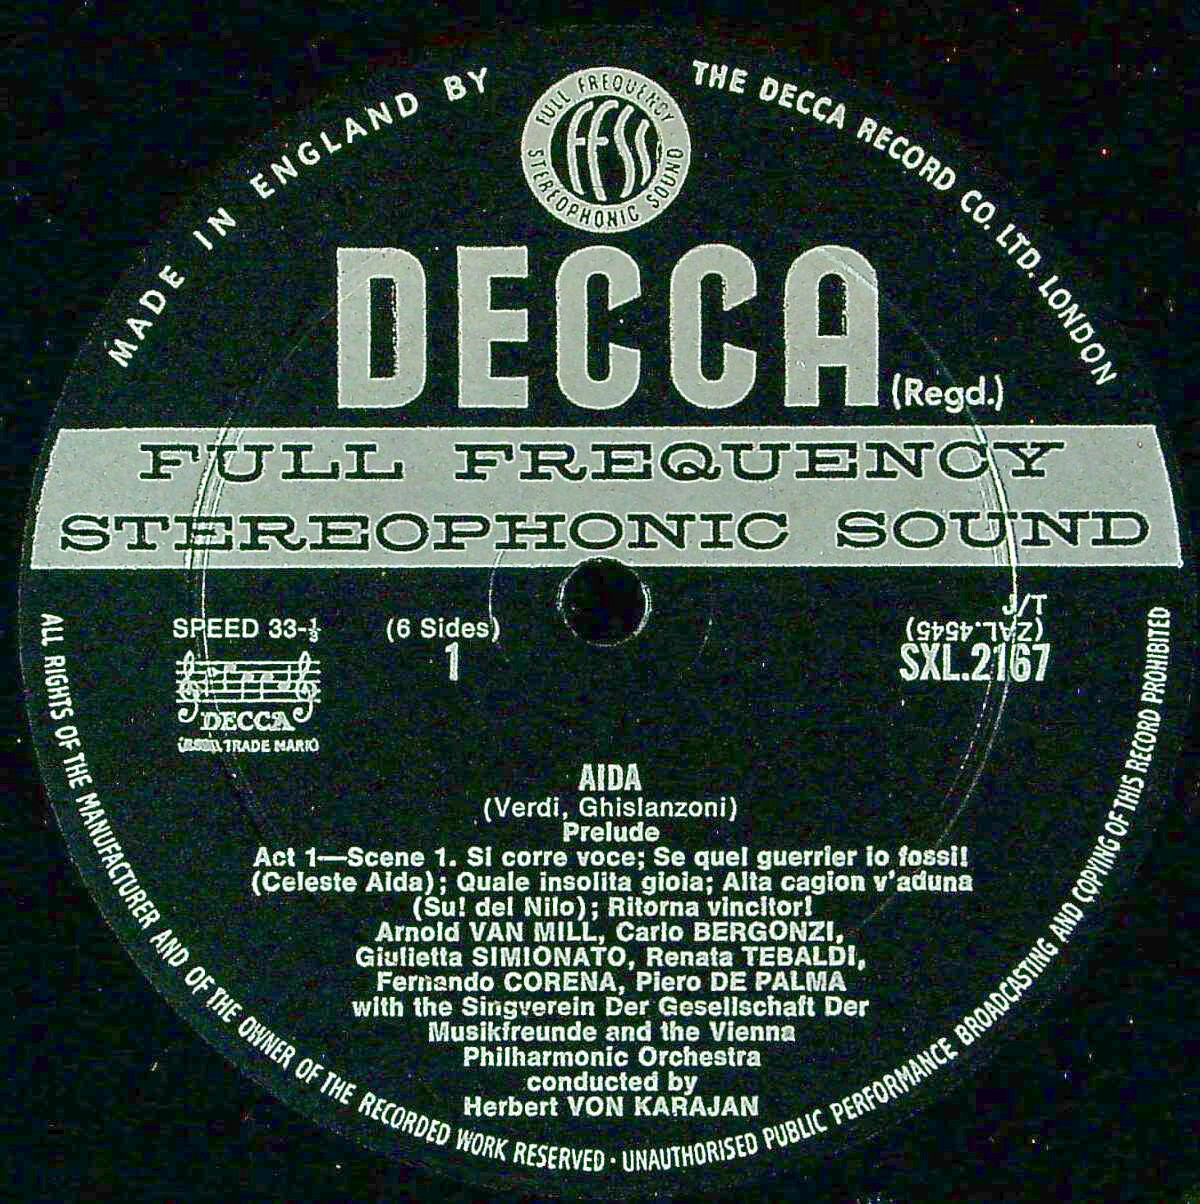 MADE IN ENGLAND BY
THE DECCA RECORD CO. LTD. LONDON
FULL FREQUENCY
STEREOPHONIC SOUND
FFSS
DECCA (Regd.)
FULL FREQUENCY
STEREOPHONIC SOUND
SPEED 33-⅓
(6 Sides)
1
J/T
(ZAL.4545)
SXL.2167
DECCA
TRADE MARK
AIDA
(Verdi, Ghislanzoni)
Prelude
Act 1—Scene 1. Si corre voce; Se quel guerrier io fossi!
(Celeste Aida); Quale insolita gioia; Alta cagion v'aduna
(Su! del Nilo); Ritorna vincitor!
Arnold VAN MILL, Carlo BERGONZI,
Giulietta SIMIONATO, Renata TEBALDI,
Fernando CORENA, Piero DE PALMA
with the Singverein Der Gesellschaft Der
Musikfreunde and the Vienna
Philharmonic Orchestra
conducted by
Herbert VON KARAJAN
ALL RIGHTS OF THE MANUFACTURER AND OF THE OWNER OF THE RECORDED WORK RESERVED · UNAUTHORISED PUBLIC PERFORMANCE BROADCASTING AND COPYING OF THIS RECORD PROHIBITED